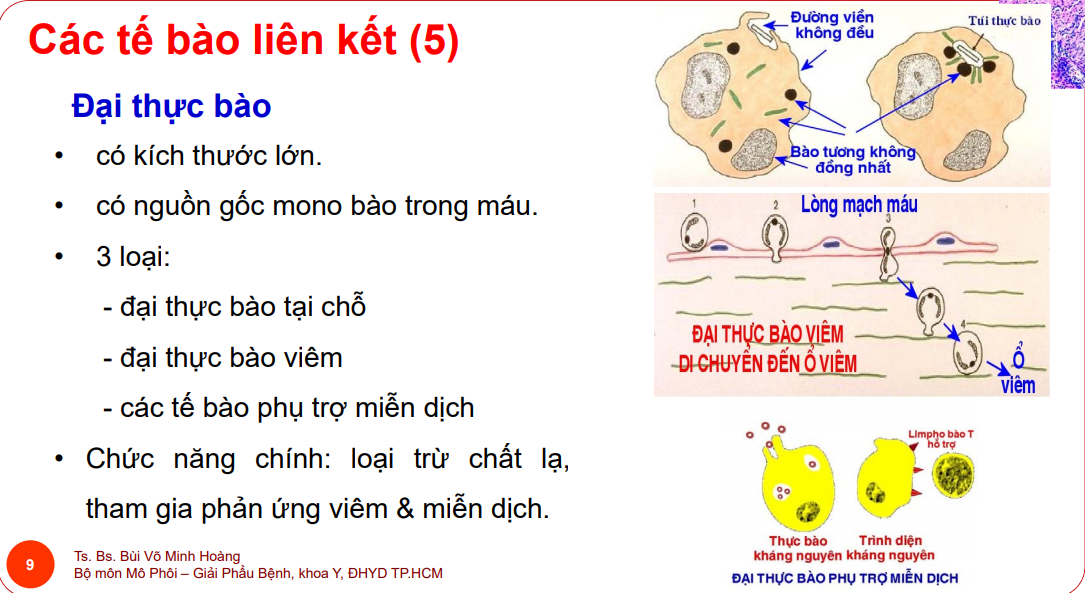 Các tế bào liên kết (5)
Đại thực bào
• có kích thước lớn.
• có nguồn gốc mono bào trong máu.
• 3 loại:
- đại thực bào tại chỗ
- đại thực bào viêm
- các tế bào phụ trợ miễn dịch
• Chức năng chính: loại trừ chất lạ,
tham gia phản ứng viêm & miễn dịch.
9
Ts. Bs. Bùi Võ Minh Hoàng
Bộ môn Mô Phôi – Giải Phẩu Bệnh, khoa Y, ĐHYD TP.HCM
Đường viền
không đều
Túi thực bào
Bào tương không
đồng nhất
Lòng mạch máu
1
2
3
4
ĐẠI THỰC BÀO VIÊM
DI CHUYỂN ĐẾN Ổ VIÊM
Ổ
viêm
Limpho bào T
hỗ trợ
Thực bào
kháng nguyên
Trình diện
kháng nguyên
ĐẠI THỰC BÀO PHỤ TRỢ MIỄN DỊCH